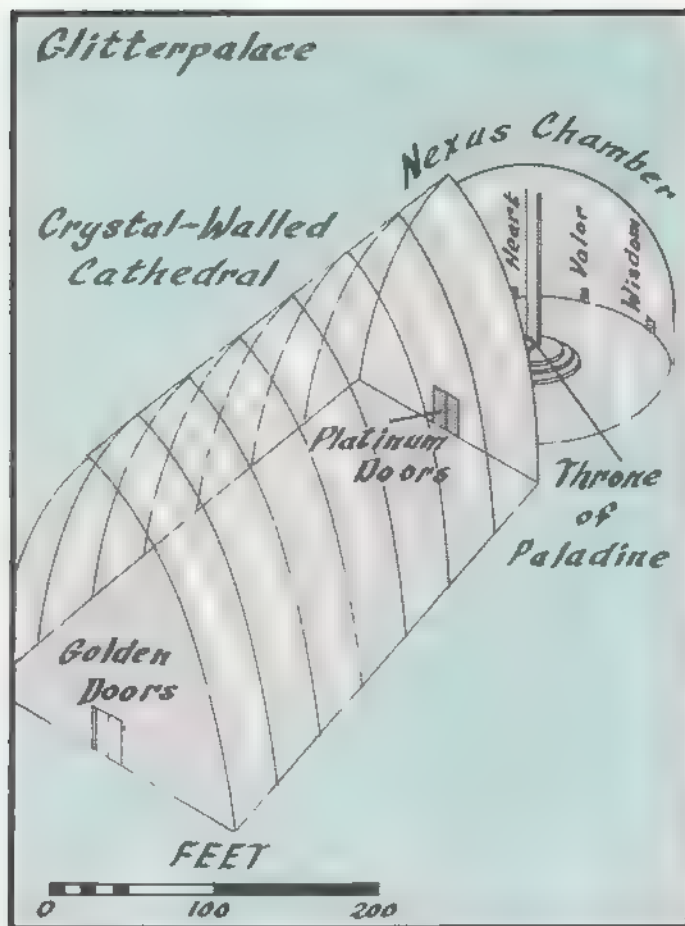 Glitterpalace
Nexus Chamber
Crystal-Walled
Cathedral
Heart
Valor
Wisdom
Platinum
Doors
Throne
of
Paladine
Golden
Doors
FEET
0 100 200